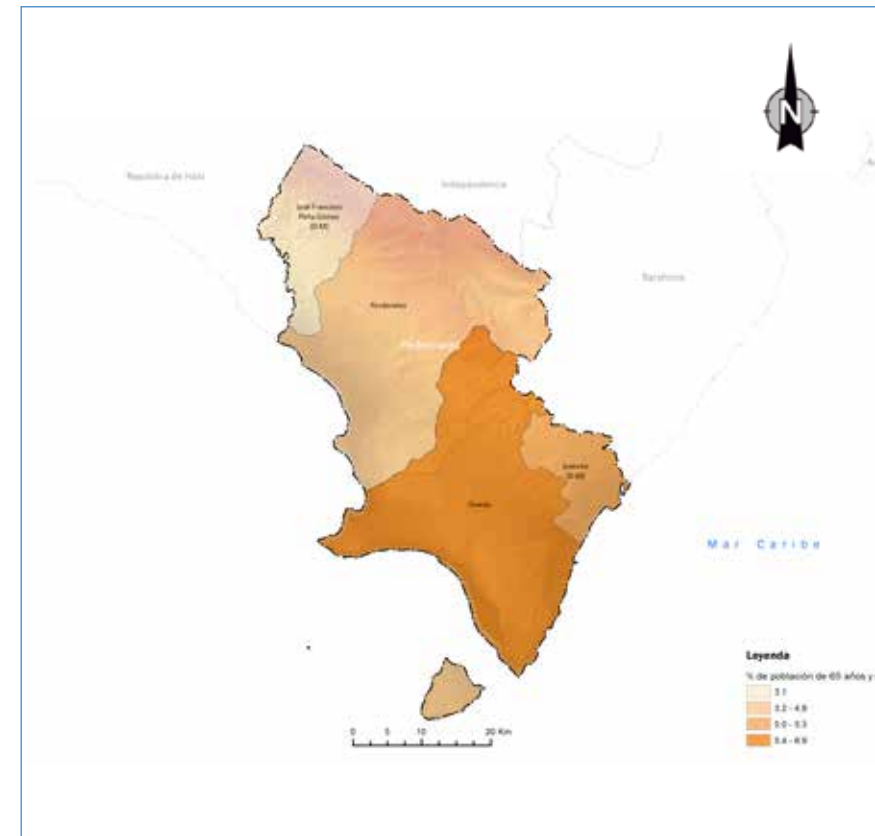 N
República de Haití
Independencia
José Francisco
Peña Gómez
(D.M)
Pedernales
Barahona
Pedernales
Juancho
(D.M)
Oviedo
Mar Caribe
Leyenda
% de población de 65 años y
3.1
3.2 - 4.9
5.0 - 5.3
5.4 - 6.9
0 5 10 20 Km